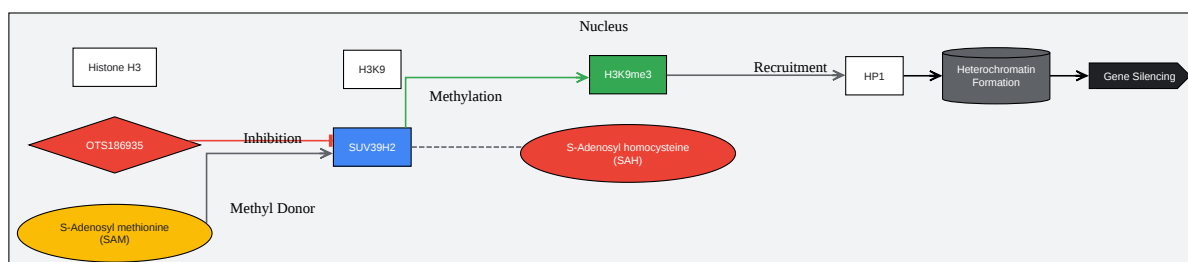 Nucleus
Histone H3
H3K9
H3K9me3
Recruitment
HP1
Heterochromatin
Formation
Gene Silencing
Methylation
OTS186935
Inhibition
SUV39H2
S-Adenosyl homocysteine
(SAH)
Methyl Donor
S-Adenosyl methionine
(SAM)